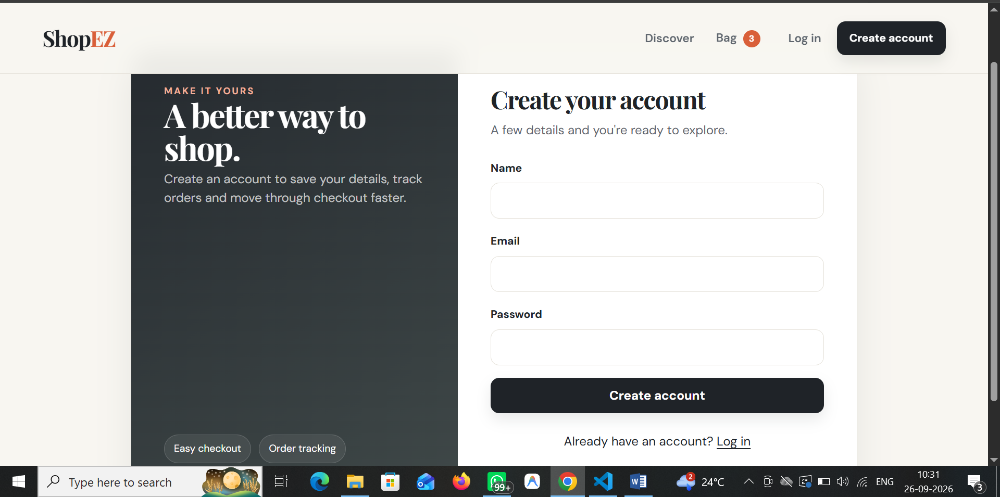 ShopEZ
Discover
Bag 3
Log in
Create account
MAKE IT YOURS
A better way to
shop.
Create an account to save your details, track
orders and move through checkout faster.
Easy checkout
Order tracking
Create your account
A few details and you're ready to explore.
Name
Email
Password
Create account
Already have an account? Log in
Type here to search
99+
2
24°C
ENG
10:31
26-09-2026
3